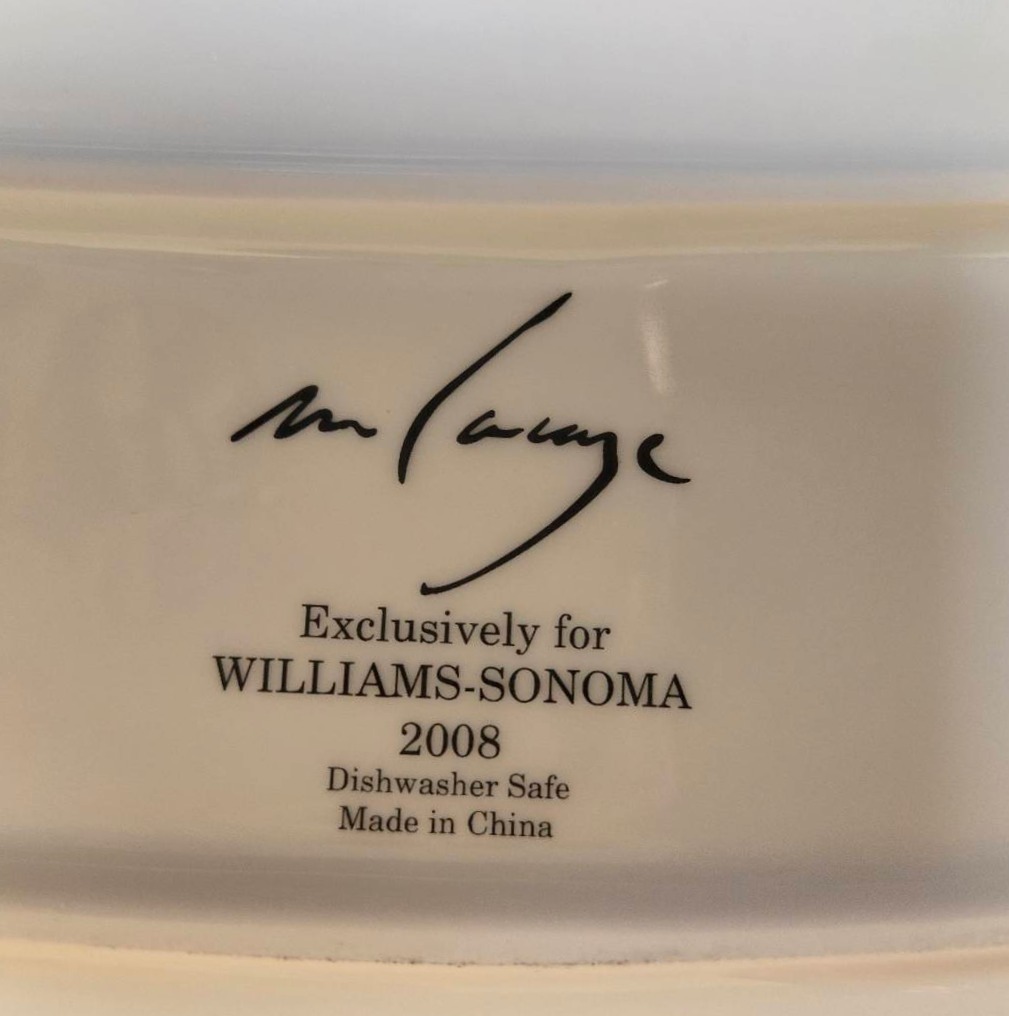 Exclusively for
WILLIAMS-SONOMA
2008
Dishwasher Safe
Made in China